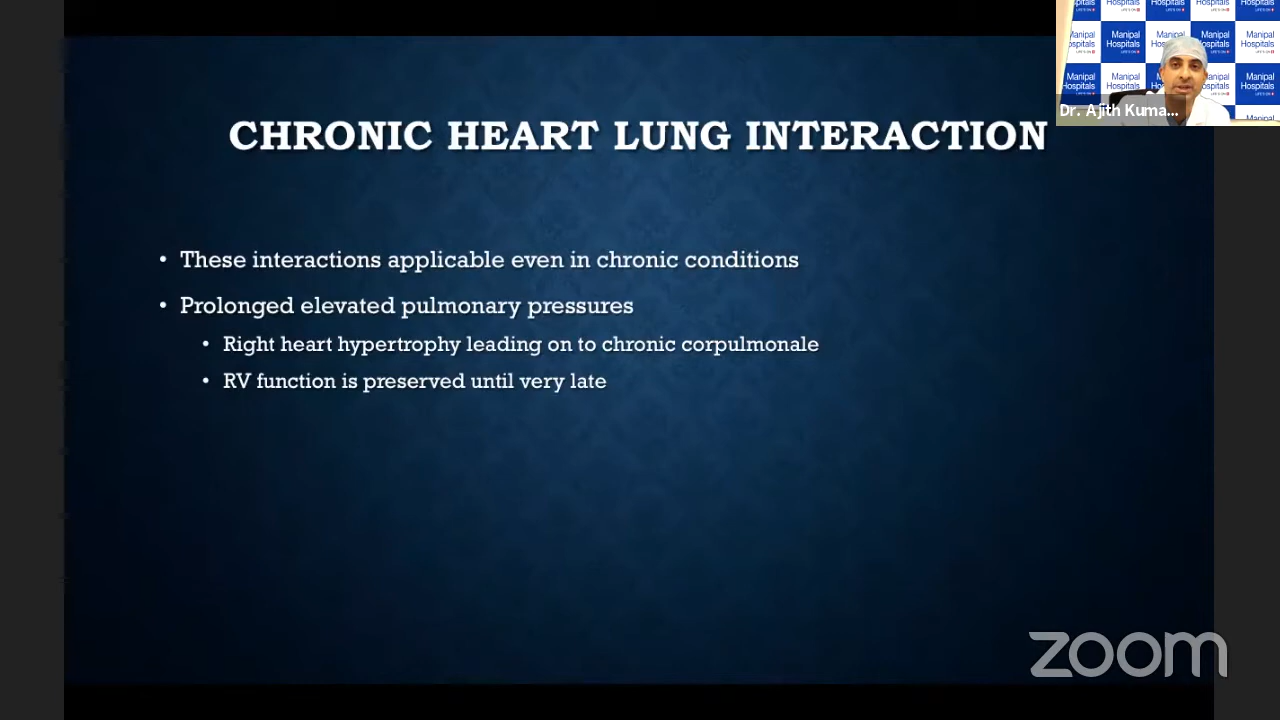 Manipal
Hospitals
Dr. Ajith Kuma...
CHRONIC HEART LUNG INTERACTION
• These interactions applicable even in chronic conditions
• Prolonged elevated pulmonary pressures
• Right heart hypertrophy leading on to chronic corpulmonale
• RV function is preserved until very late
zoom